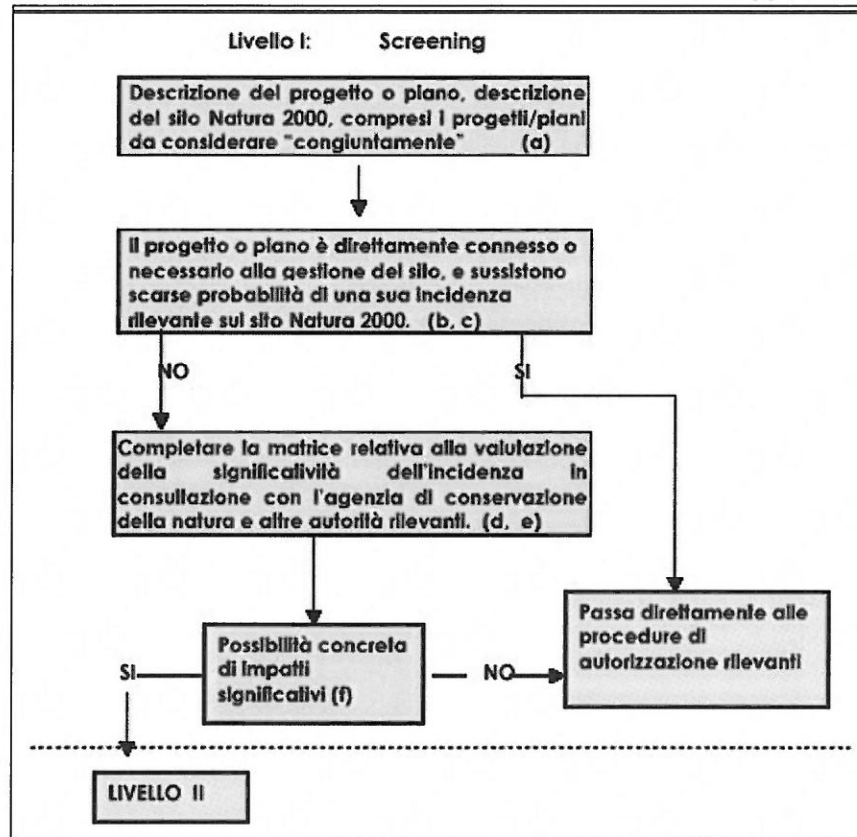 Livello I: Screening
Descrizione del progetto o piano, descrizione
del sito Natura 2000, compresi i progetti/piani
da considerare "congiuntamente" (a)
Il progetto o piano è direttamente connesso o
necessario alla gestione del sito, e sussistono
scarse probabilità di una sua incidenza
rilevante sul sito Natura 2000. (b, c)
NO
SI
Completare la matrice relativa alla valutazione
della significatività dell'incidenza in
consultazione con l'agenzia di conservazione
della natura e altre autorità rilevanti. (d, e)
Possibilità concreta
di impatti
significativi (f)
SI
NO
Passa direttamente alle
procedure di
autorizzazione rilevanti
LIVELLO II